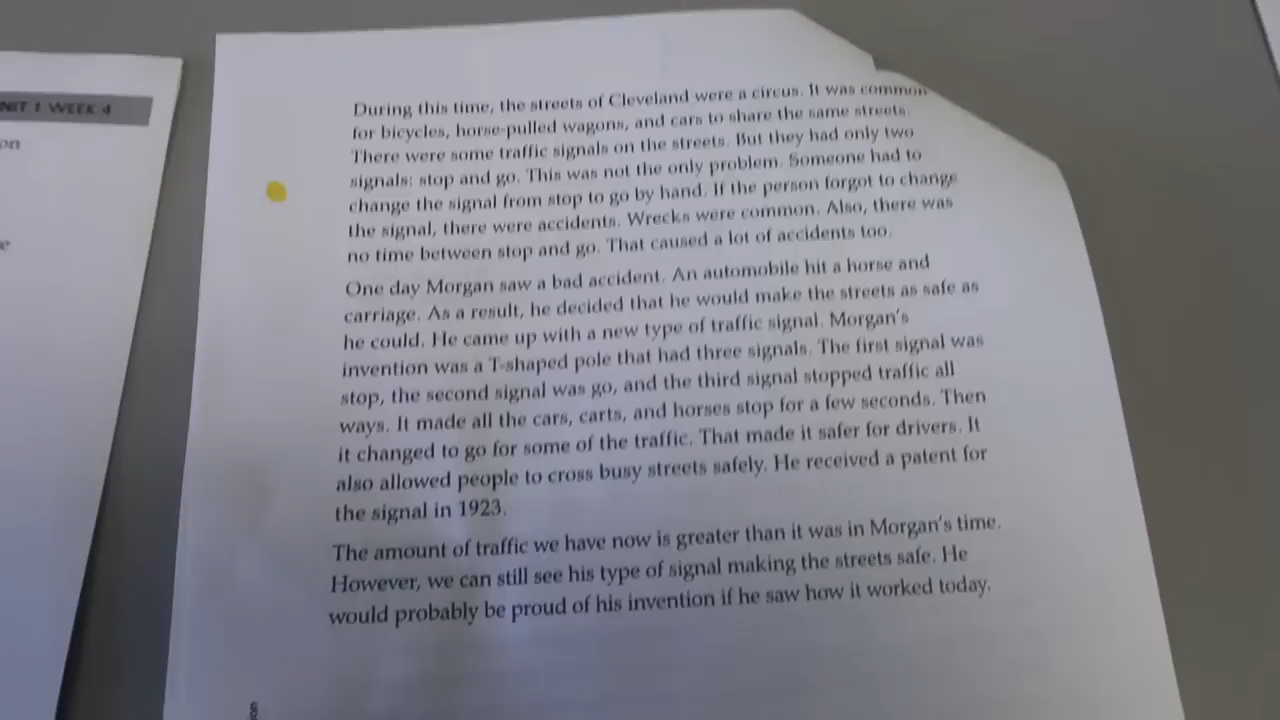 NIT 1 WEEK 4
on
e
During this time, the streets of Cleveland were a circus. It was common
for bicycles, horse-pulled wagons, and cars to share the same streets.
There were some traffic signals on the streets. But they had only two
signals: stop and go. This was not the only problem. Someone had to
change the signal from stop to go by hand. If the person forgot to change
the signal, there were accidents. Wrecks were common. Also, there was
no time between stop and go. That caused a lot of accidents too.
One day Morgan saw a bad accident. An automobile hit a horse and
carriage. As a result, he decided that he would make the streets as safe as
he could. He came up with a new type of traffic signal. Morgan's
invention was a T-shaped pole that had three signals. The first signal was
stop, the second signal was go, and the third signal stopped traffic all
ways. It made all the cars, carts, and horses stop for a few seconds. Then
it changed to go for some of the traffic. That made it safer for drivers. It
also allowed people to cross busy streets safely. He received a patent for
the signal in 1923.
The amount of traffic we have now is greater than it was in Morgan's time.
However, we can still see his type of signal making the streets safe. He
would probably be proud of his invention if he saw how it worked today.